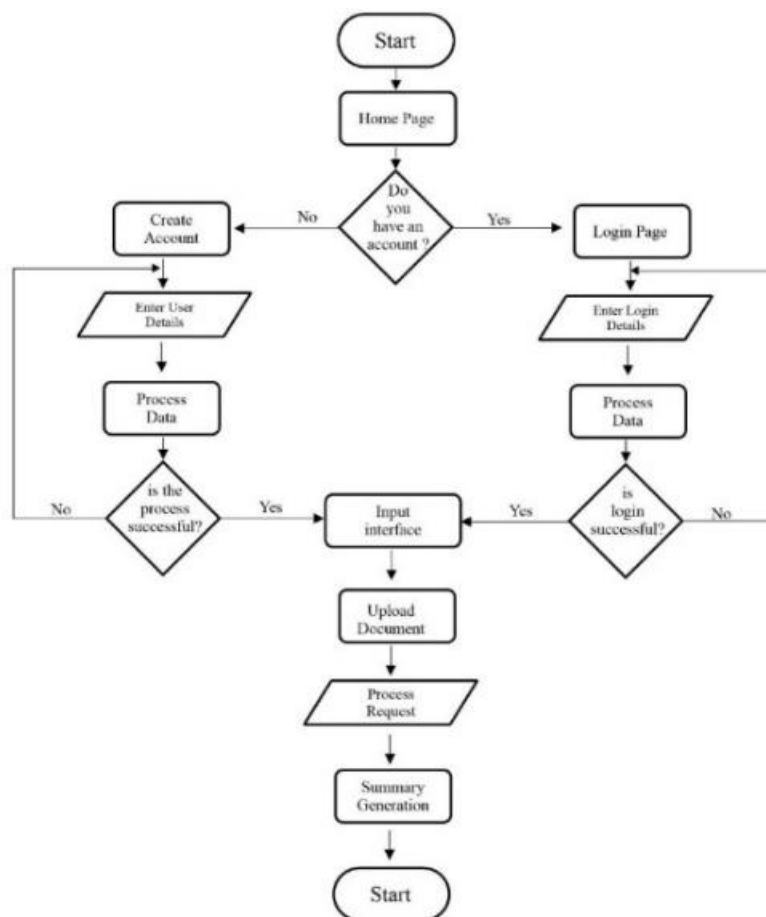 Start
Home Page
Do
you
have an
account ?
No
Yes
Create
Account
Login Page
Enter User
Details
Enter Login
Details
Process
Data
Process
Data
is the
process
successful?
No
Yes
Input
interface
is
login
successful?
Yes
No
Upload
Document
Process
Request
Summary
Generation
Start